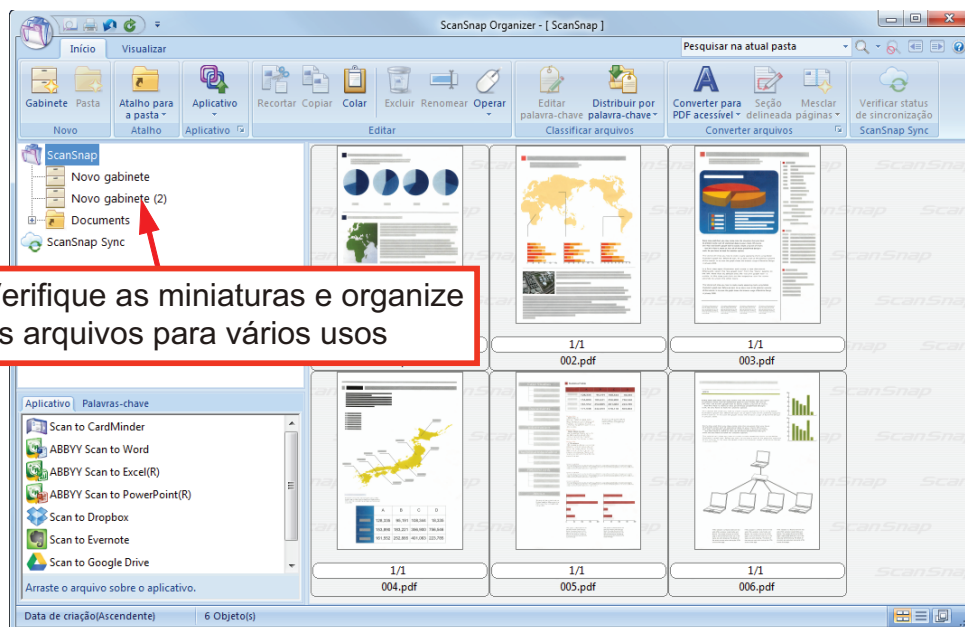 ScanSnap Organizer - [ ScanSnap ]
Início Visualizar Pesquisar na atual pasta
Gabinete Pasta Atalho para a pasta Aplicativo Recortar Copiar Colar Excluir Renomear Operar Editar palavra-chave Distribuir por palavra-chave Converter para PDF acessível Seção delineada Mesclar páginas Verificar status de sincronização
Novo Atalho Aplicativo Editar Classificar arquivos Converter arquivos ScanSnap Sync
ScanSnap
Novo gabinete
Novo gabinete (2)
Documents
ScanSnap Sync
Verifique as miniaturas e organize
s arquivos para vários usos
1/1 1/1
002.pdf 003.pdf
Aplicativo Palavras-chave
Scan to CardMinder
ABBYY Scan to Word
ABBYY Scan to Excel(R)
ABBYY Scan to PowerPoint(R)
Scan to Dropbox
Scan to Evernote
Scan to Google Drive
Arraste o arquivo sobre o aplicativo.
1/1 1/1 1/1
004.pdf 005.pdf 006.pdf
Data de criação(Ascendente) 6 Objeto(s)